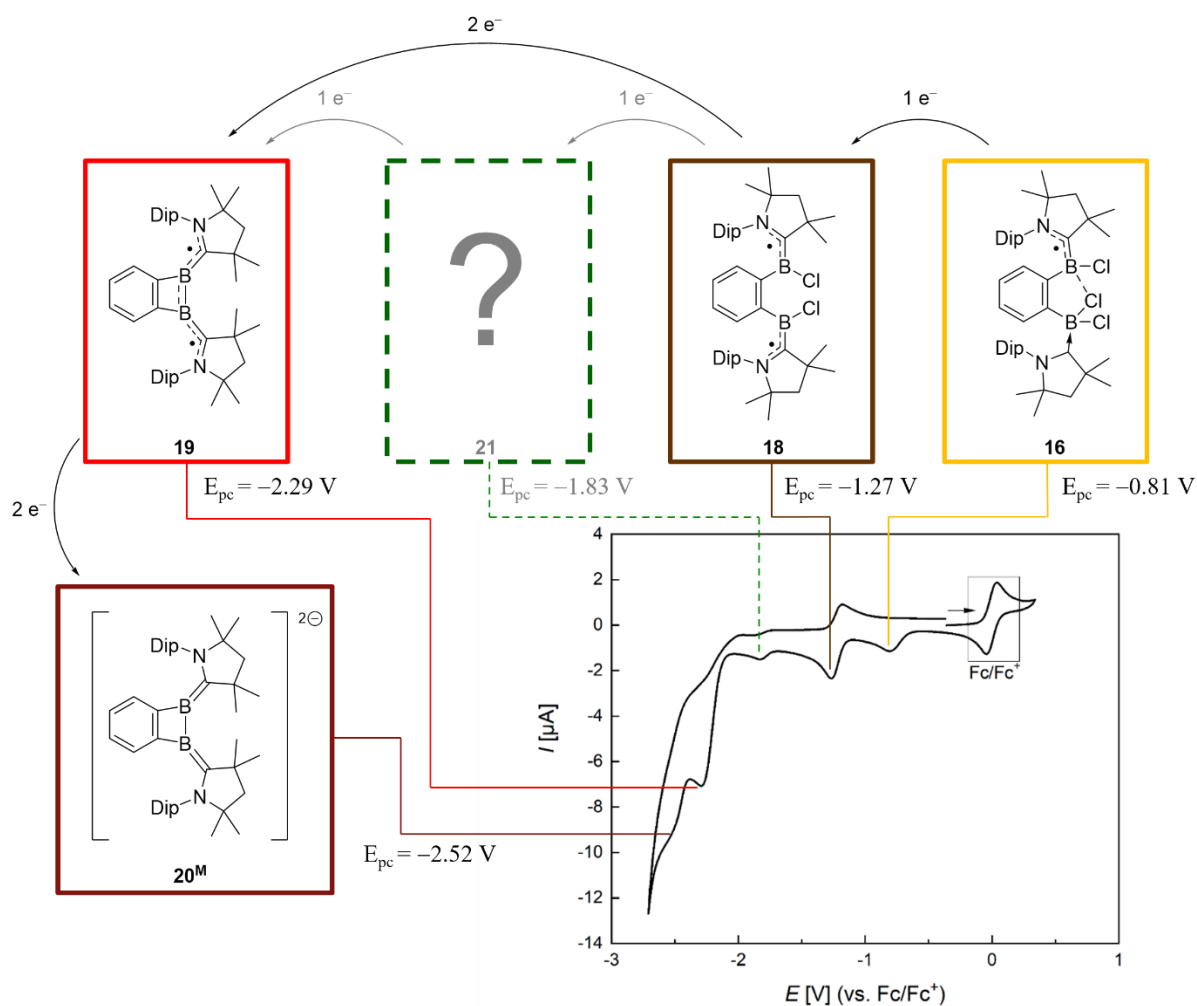 2 e⁻
1 e⁻
1 e⁻
1 e⁻
Dip
N
B
B
N
Dip
19
?
21
N
Dip
B
Cl
Cl
B
Dip
N
18
N
Dip
B
Cl
Cl
B
Cl
Dip
N
16
E_pc = −2.29 V
E_pc = −1.83 V
E_pc = −1.27 V
E_pc = −0.81 V
2 e⁻
2⊖
Dip
N
B
B
Dip
N
20^M
E_pc = −2.52 V
4
2
0
-2
-4
-6
-8
-10
-12
-14
I [µA]
Fc/Fc⁺
-3
-2
-1
0
1
E [V] (vs. Fc/Fc⁺)